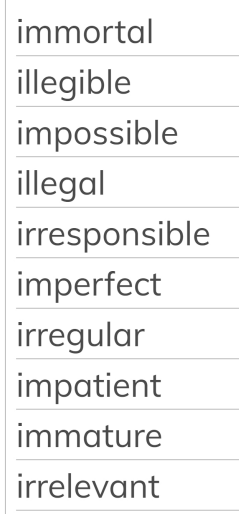 immortal
illegible
impossible
illegal
irresponsible
imperfect
irregular
impatient
immature
irrelevant